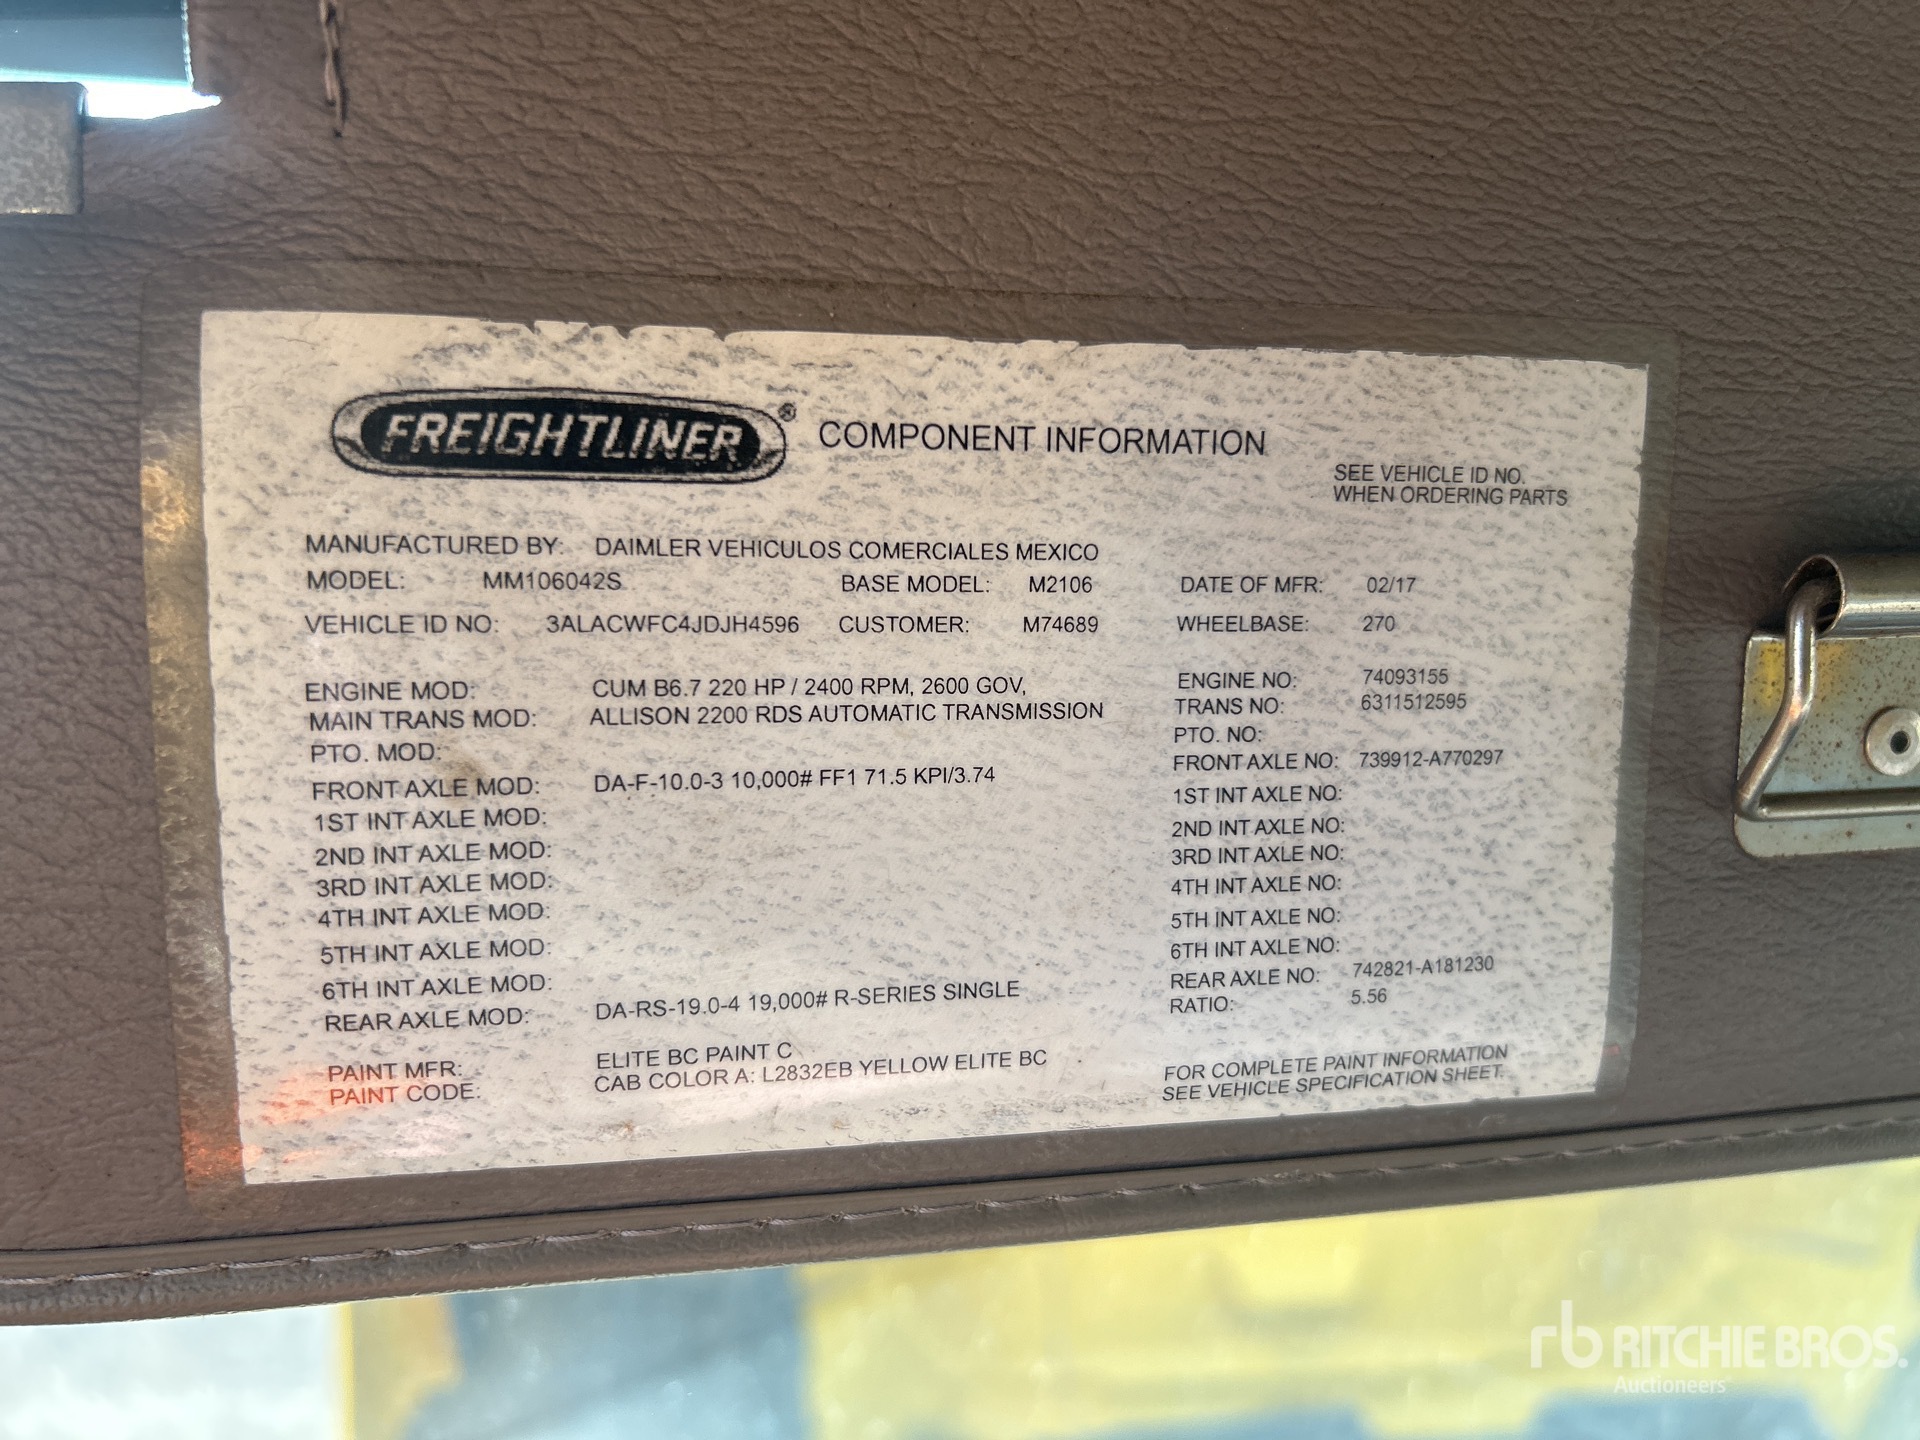 FREIGHTLINER® COMPONENT INFORMATION
SEE VEHICLE ID NO.
WHEN ORDERING PARTS
MANUFACTURED BY: DAIMLER VEHICULOS COMERCIALES MEXICO
MODEL: MM106042S BASE MODEL: M2106 DATE OF MFR: 02/17
VEHICLE ID NO: 3ALACWFC4JDJH4596 CUSTOMER: M74689 WHEELBASE: 270
ENGINE MOD: CUM B6.7 220 HP / 2400 RPM, 2600 GOV, ENGINE NO: 74093155
MAIN TRANS MOD: ALLISON 2200 RDS AUTOMATIC TRANSMISSION TRANS NO: 6311512595
PTO. MOD: PTO. NO:
FRONT AXLE MOD: DA-F-10.0-3 10,000# FF1 71.5 KPI/3.74 FRONT AXLE NO: 739912-A770297
1ST INT AXLE MOD: 1ST INT AXLE NO:
2ND INT AXLE MOD: 2ND INT AXLE NO:
3RD INT AXLE MOD: 3RD INT AXLE NO:
4TH INT AXLE MOD: 4TH INT AXLE NO:
5TH INT AXLE MOD: 5TH INT AXLE NO:
6TH INT AXLE MOD: 6TH INT AXLE NO:
REAR AXLE MOD: DA-RS-19.0-4 19,000# R-SERIES SINGLE REAR AXLE NO: 742821-A181230
RATIO: 5.56
PAINT MFR: ELITE BC PAINT C
PAINT CODE: CAB COLOR A: L2832EB YELLOW ELITE BC
FOR COMPLETE PAINT INFORMATION
SEE VEHICLE SPECIFICATION SHEET.
rb RITCHIE BROS.
Auctioneers